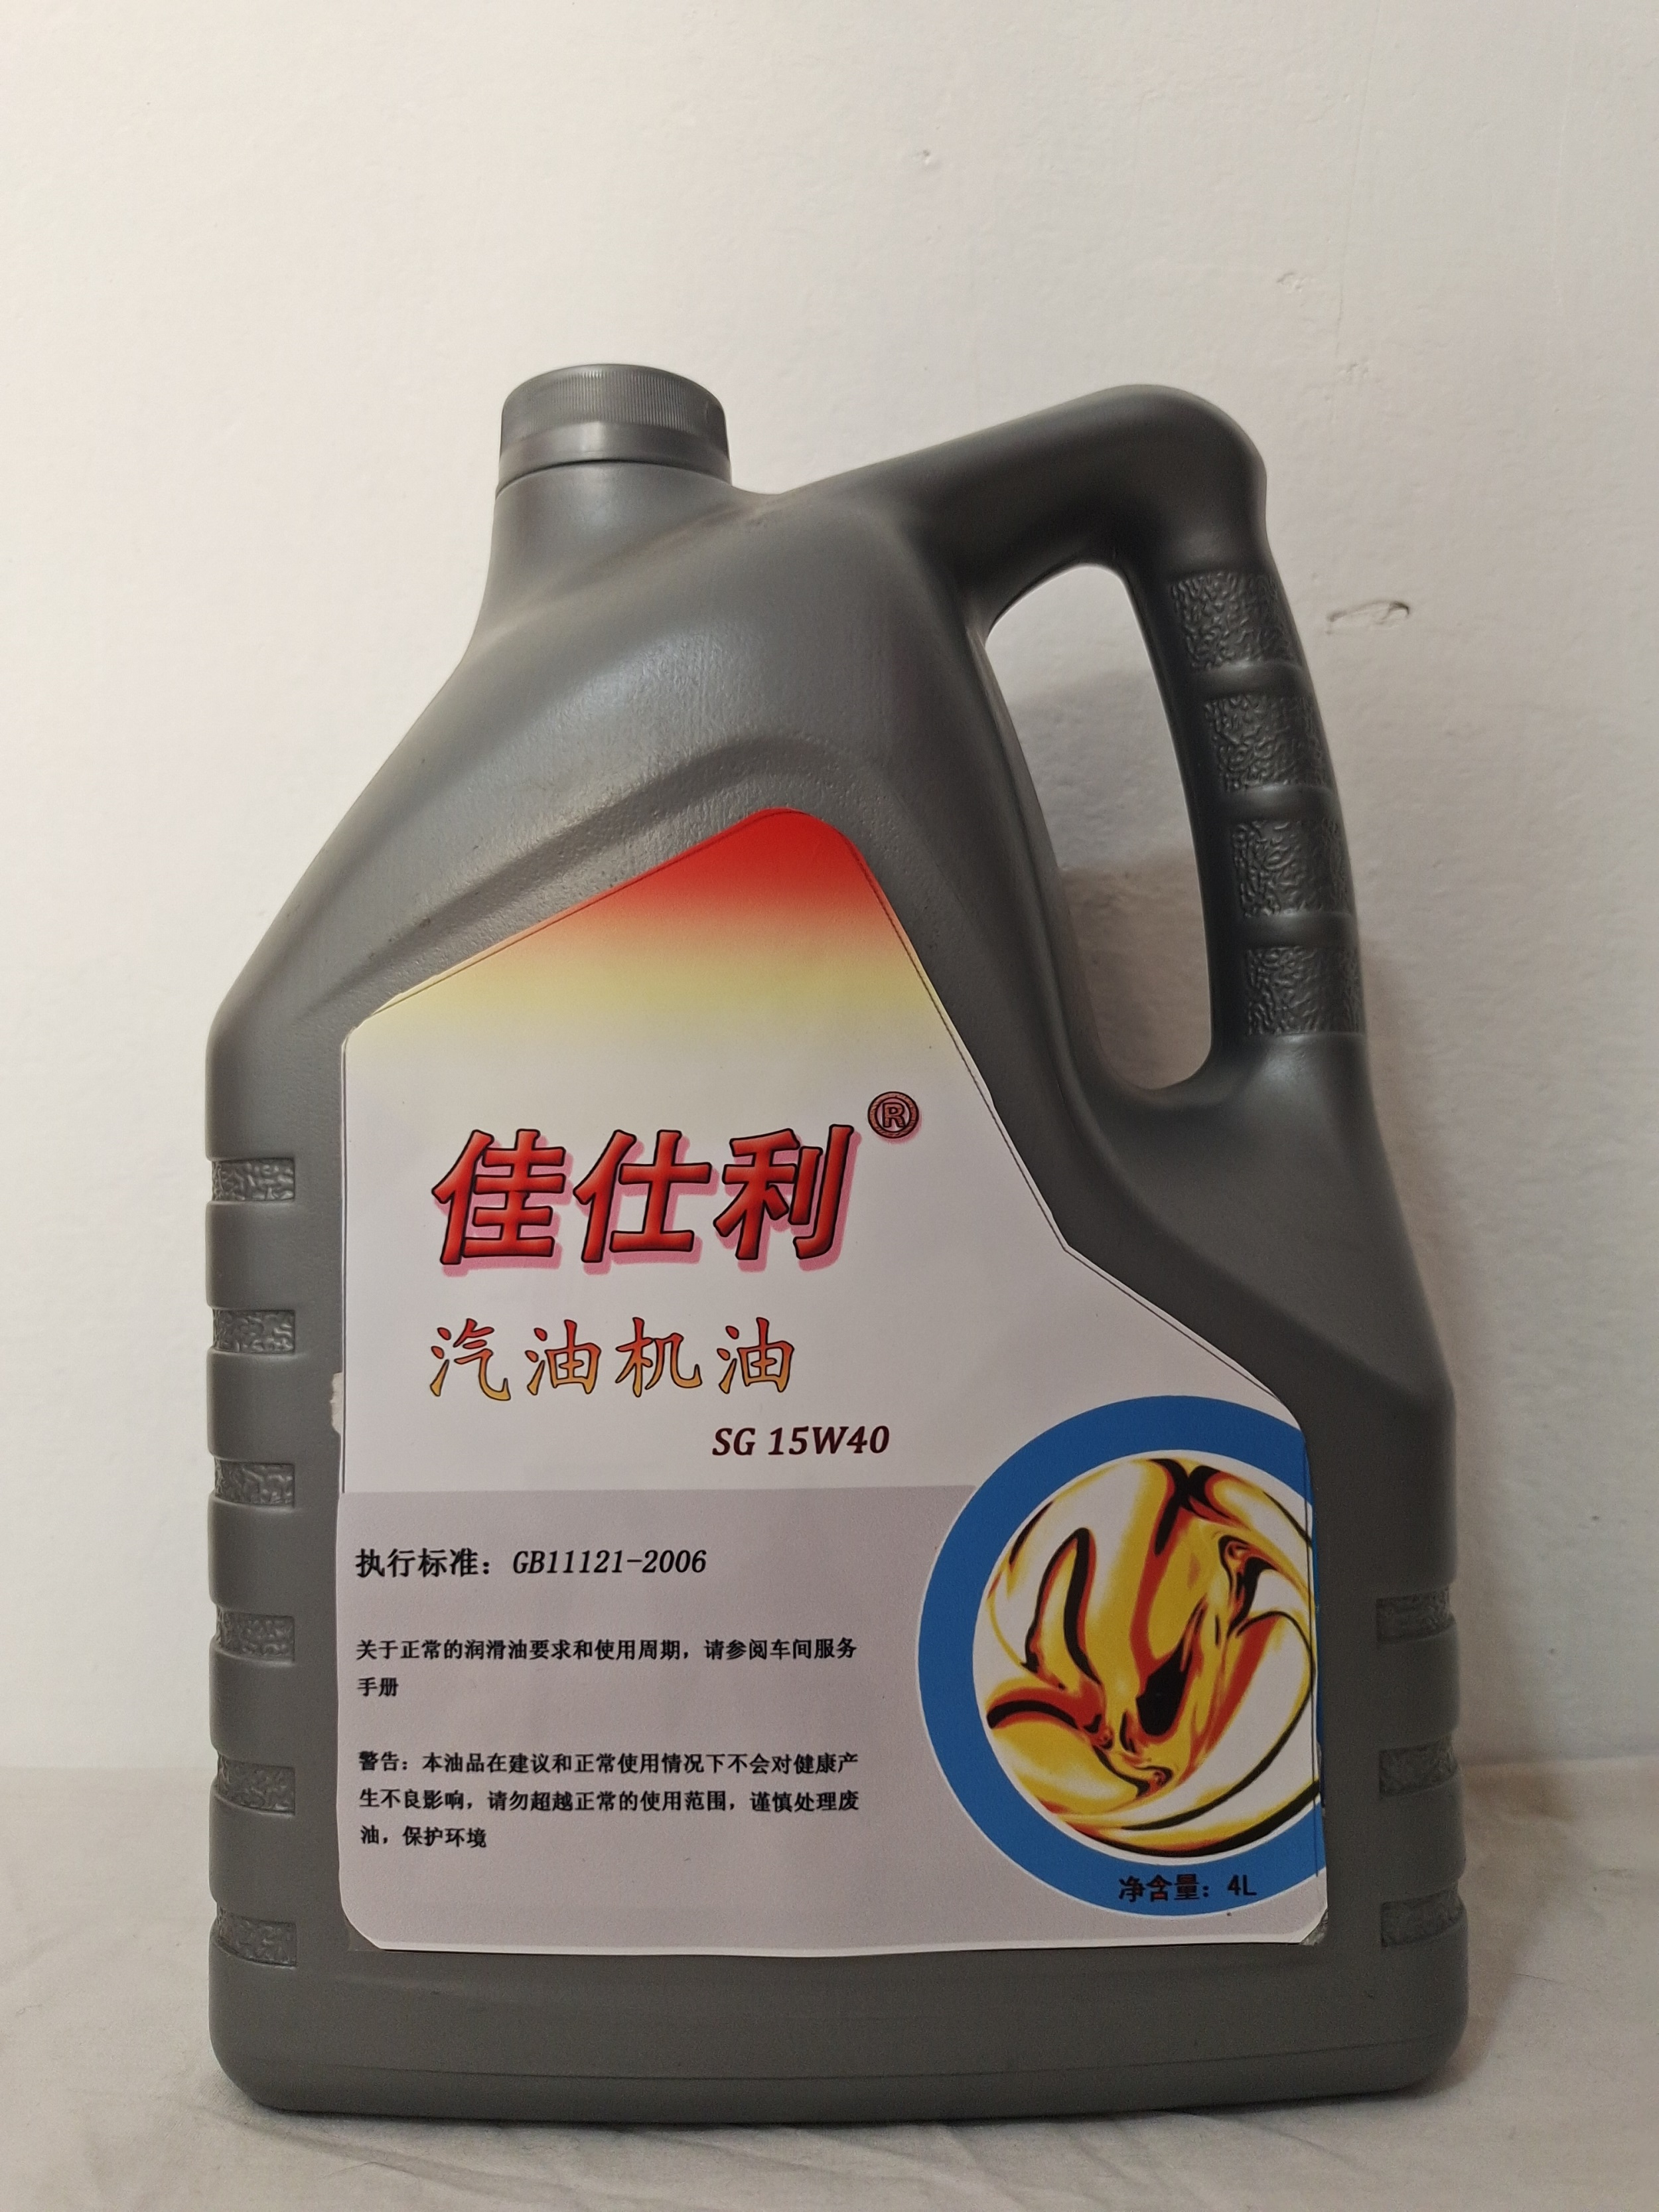 佳仕利®
汽油机油
SG 15W40
执行标准：GB11121-2006
关于正常的润滑油要求和使用周期，请参阅车间服务
手册
警告：本油品在建议和正常使用情况下不会对健康产
生不良影响，请勿超越正常的使用范围，谨慎处理废
油，保护环境
净含量：4L